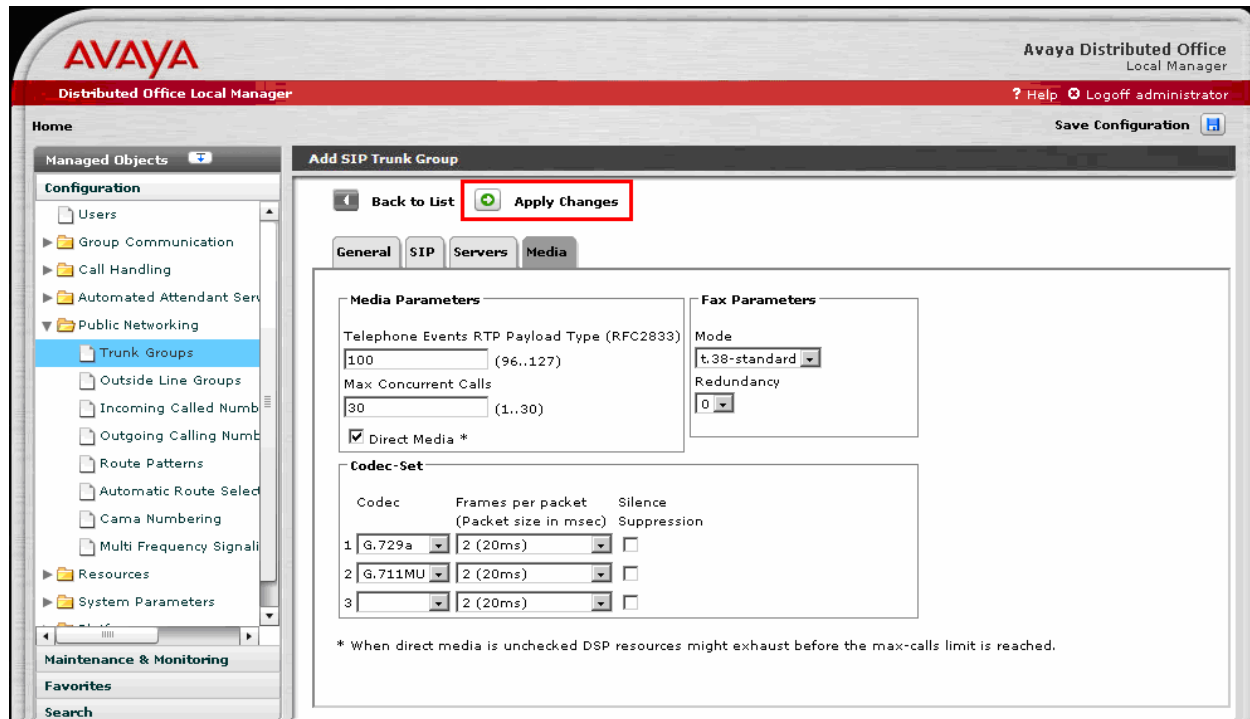 AVAYA
Avaya Distributed Office
Local Manager
Distributed Office Local Manager
? Help Logoff administrator
Home
Save Configuration
Managed Objects
Configuration
Users
Group Communication
Call Handling
Automated Attendant Serv
Public Networking
Trunk Groups
Outside Line Groups
Incoming Called Numb
Outgoing Calling Numb
Route Patterns
Automatic Route Select
Cama Numbering
Multi Frequency Signali
Resources
System Parameters
Maintenance & Monitoring
Favorites
Search
Add SIP Trunk Group
Back to List
Apply Changes
General SIP Servers Media
Media Parameters
Telephone Events RTP Payload Type (RFC2833)
100 (96..127)
Max Concurrent Calls
30 (1..30)
Direct Media *
Fax Parameters
Mode
t.38-standard
Redundancy
0
Codec-Set
Codec Frames per packet Silence
(Packet size in msec) Suppression
1 G.729a 2 (20ms)
2 G.711MU 2 (20ms)
3 2 (20ms)
* When direct media is unchecked DSP resources might exhaust before the max-calls limit is reached.